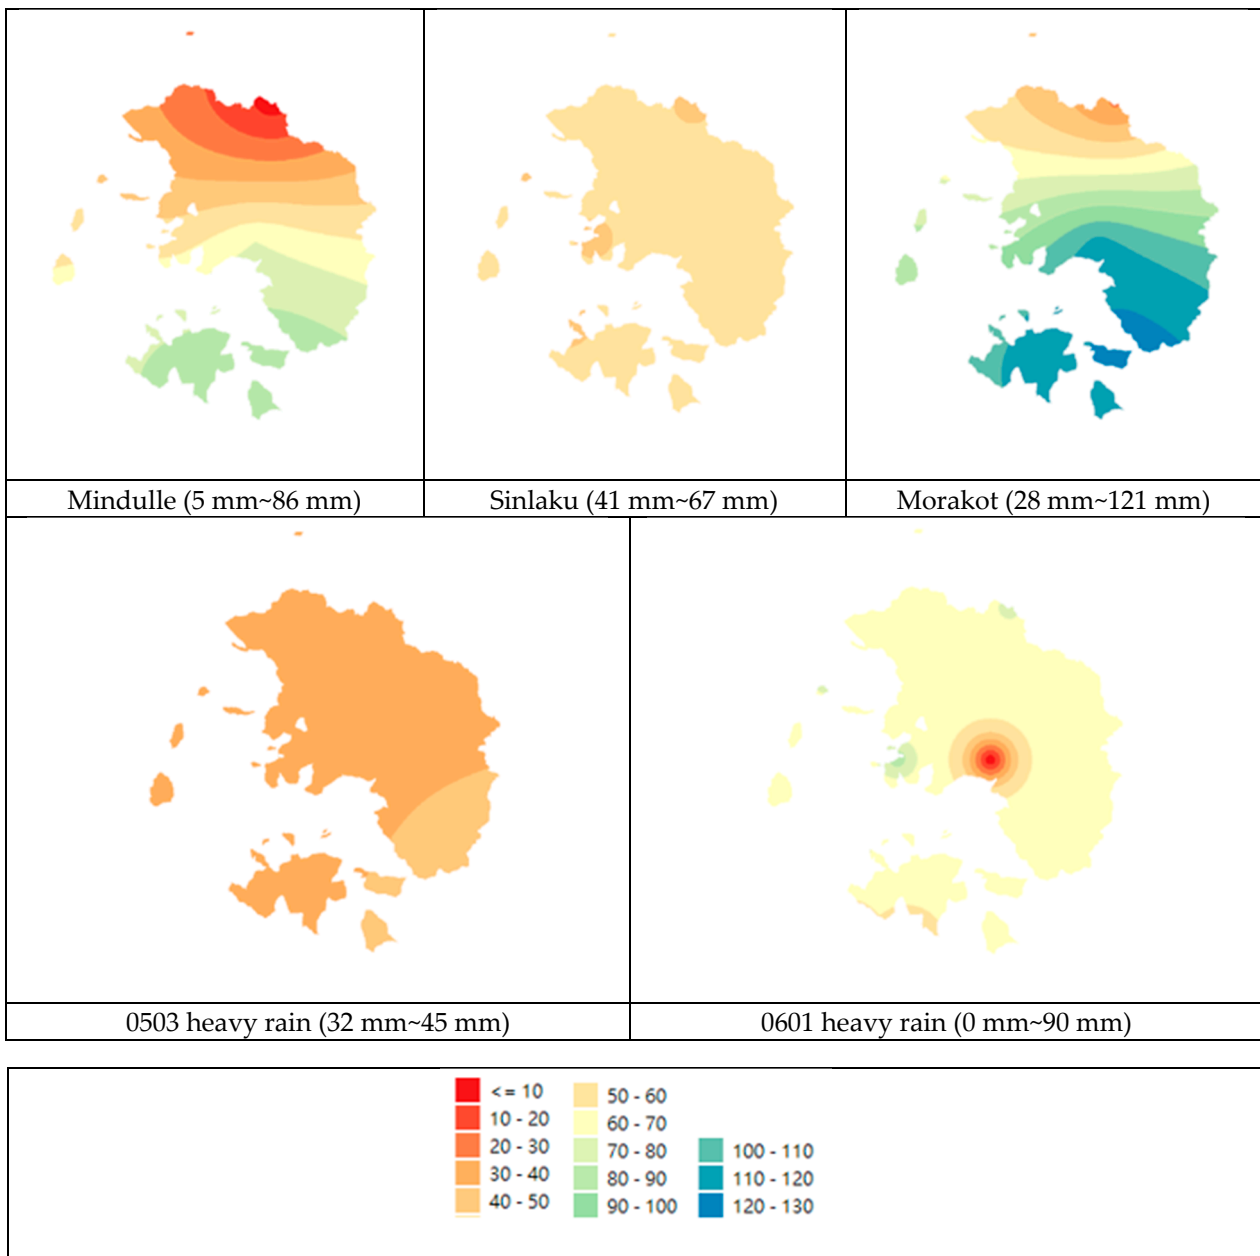 Mindulle (5 mm~86 mm)
Sinlaku (41 mm~67 mm)
Morakot (28 mm~121 mm)
0503 heavy rain (32 mm~45 mm)
0601 heavy rain (0 mm~90 mm)
<= 10
10 - 20
20 - 30
30 - 40
40 - 50
50 - 60
60 - 70
70 - 80
80 - 90
90 - 100
100 - 110
110 - 120
120 - 130